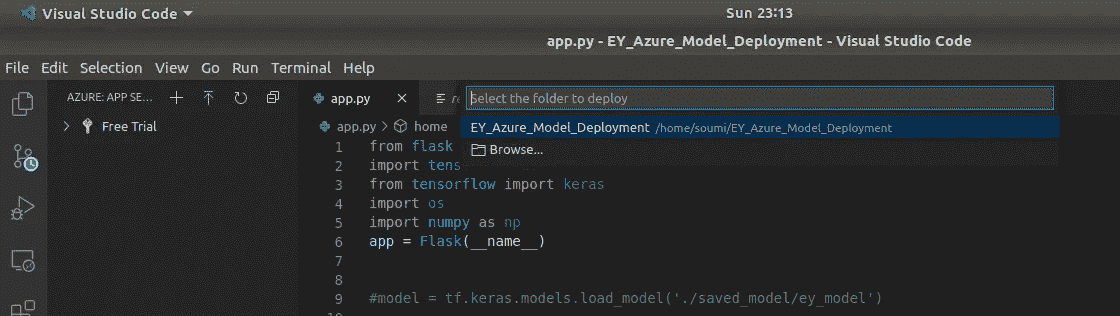 Visual Studio Code
Sun 23:13
app.py - EY_Azure_Model_Deployment - Visual Studio Code
File Edit Selection View Go Run Terminal Help
AZURE: APP SE...
app.py
Select the folder to deploy
app.py > home
EY_Azure_Model_Deployment /home/soumi/EY_Azure_Model_Deployment
Free Trial
Browse...
1 from flask
2 import tens
3 from tensorflow import keras
4 import os
5 import numpy as np
6 app = Flask(__name__)
7
8
9 #model = tf.keras.models.load_model('./saved_model/ey_model')